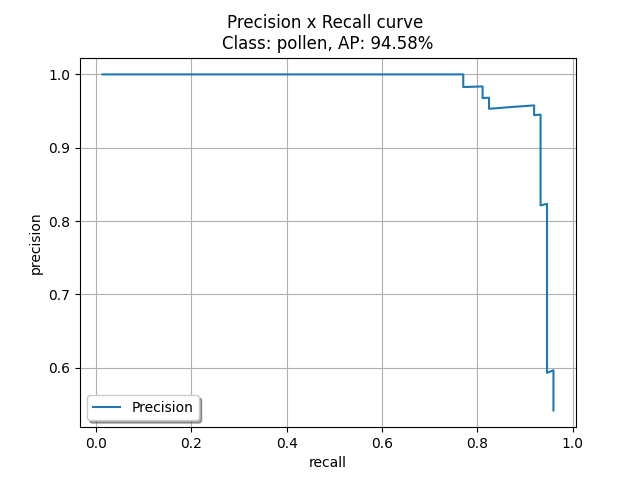 Precision x Recall curve
Class: pollen, AP: 94.58%
1.0
0.9
0.8
0.7
0.6
precision
Precision
0.0 0.2 0.4 0.6 0.8 1.0
recall